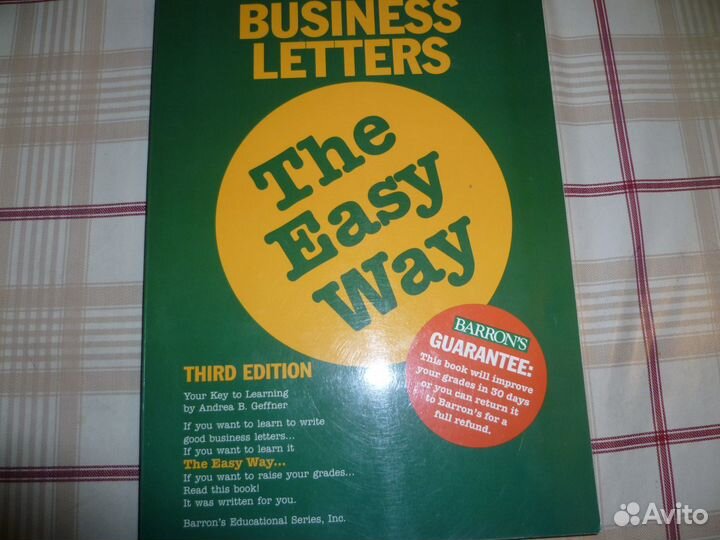 BUSINESS
LETTERS
The
Easy
Way
BARRON'S
GUARANTEE:
This book will improve
your grades in 30 days
or you can return it
to Barron's for a
full refund.
THIRD EDITION
Your Key to Learning
by Andrea B. Geffner
If you want to learn to write
good business letters...
If you want to learn it
The Easy Way...
If you want to raise your grades...
Read this book!
It was written for you.
Barron's Educational Series, Inc.
Avito